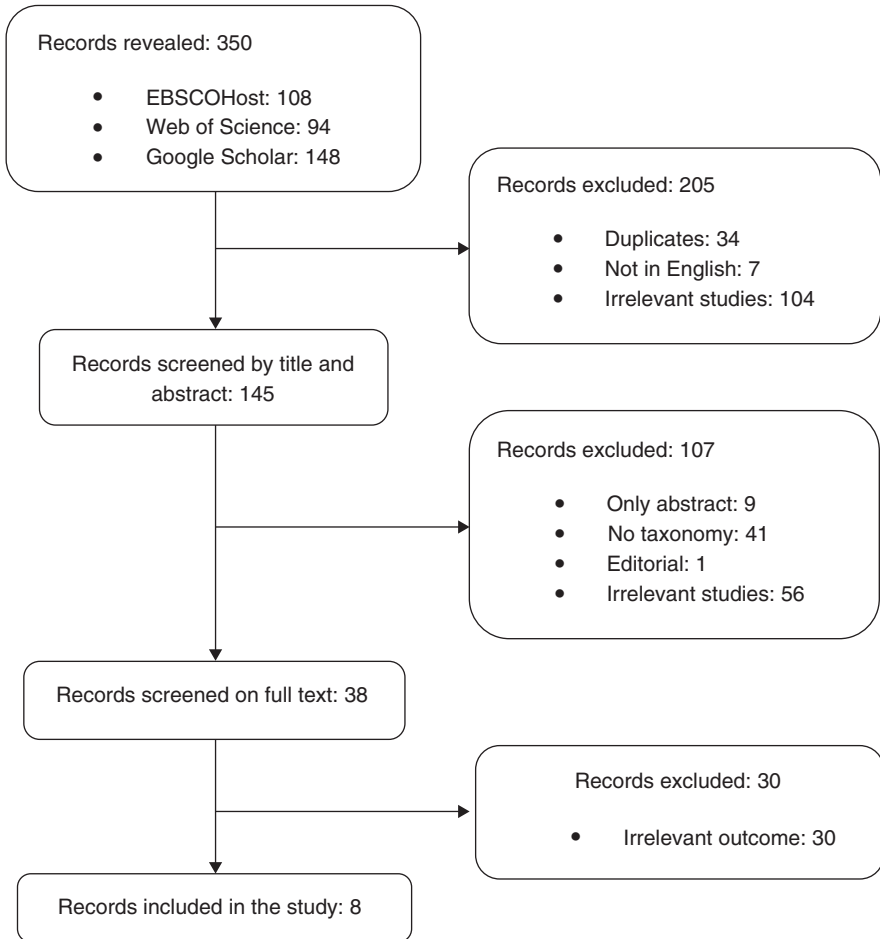 Records revealed: 350
• EBSCOHost: 108
• Web of Science: 94
• Google Scholar: 148
Records excluded: 205
• Duplicates: 34
• Not in English: 7
• Irrelevant studies: 104
Records screened by title and
abstract: 145
Records excluded: 107
• Only abstract: 9
• No taxonomy: 41
• Editorial: 1
• Irrelevant studies: 56
Records screened on full text: 38
Records excluded: 30
• Irrelevant outcome: 30
Records included in the study: 8